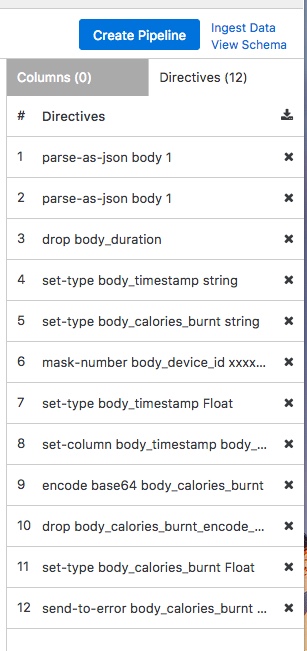 Create Pipeline
Ingest Data
View Schema
Columns (0)
Directives (12)
# Directives
1 parse-as-json body 1
2 parse-as-json body 1
3 drop body_duration
4 set-type body_timestamp string
5 set-type body_calories_burnt string
6 mask-number body_device_id xxxx...
7 set-type body_timestamp Float
8 set-column body_timestamp body_...
9 encode base64 body_calories_burnt
10 drop body_calories_burnt_encode_...
11 set-type body_calories_burnt Float
12 send-to-error body_calories_burnt ...